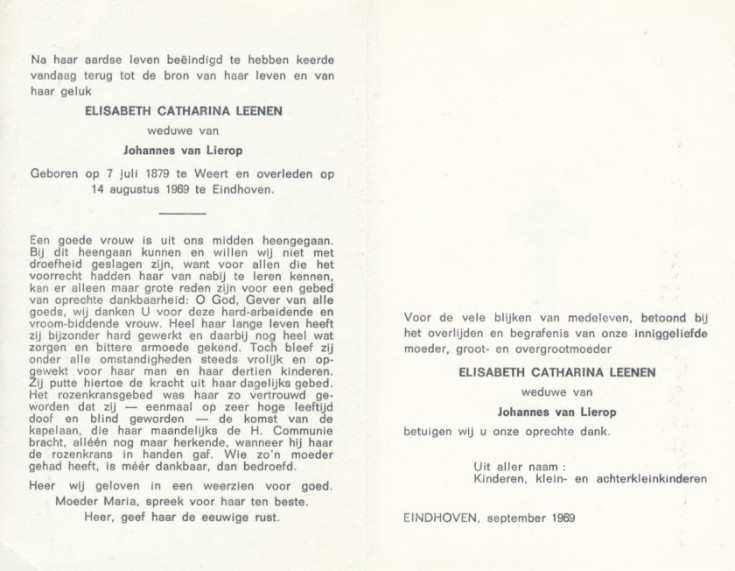 Na haar aardse leven beëindigd te hebben keerde
vandaag terug tot de bron van haar leven en van
haar geluk
ELISABETH CATHARINA LEENEN
weduwe van
Johannes van Lierop
Geboren op 7 juli 1879 te Weert en overleden op
14 augustus 1969 te Eindhoven.
Een goede vrouw is uit ons midden heengegaan.
Bij dit heengaan kunnen en willen wij niet met
droefheid geslagen zijn, want voor allen die het
voorrecht hadden haar van nabij te leren kennen,
kan er alleen maar grote reden zijn voor een gebed
van oprechte dankbaarheid: O God, Gever van alle
goeds, wij danken U voor deze hard-arbeidende en
vroom-biddende vrouw. Heel haar lange leven heeft
zij bijzonder hard gewerkt en daarbij nog heel wat
zorgen en bittere armoede gekend. Toch bleef zij
onder alle omstandigheden steeds vrolijk en op-
gewekt voor haar man en haar dertien kinderen.
Zij putte hiertoe de kracht uit haar dagelijks gebed.
Het rozenkransgebed was haar zo vertrouwd ge-
worden dat zij — eenmaal op zeer hoge leeftijd
doof en blind geworden — de komst van de
kapelaan, die haar maandelijks de H. Communie
bracht, alléén nog maar herkende, wanneer hij haar
de rozenkrans in handen gaf. Wie zo'n moeder
gehad heeft, is méér dankbaar, dan bedroefd.
Heer wij geloven in een weerzien voor goed.
Moeder Maria, spreek voor haar ten beste.
Heer, geef haar de eeuwige rust.
Voor de vele blijken van medeleven, betoond bij
het overlijden en begrafenis van onze inniggeliefde
moeder, groot- en overgrootmoeder
ELISABETH CATHARINA LEENEN
weduwe van
Johannes van Lierop
betuigen wij u onze oprechte dank.
Uit aller naam :
Kinderen, klein- en achterkleinkinderen
EINDHOVEN, september 1969